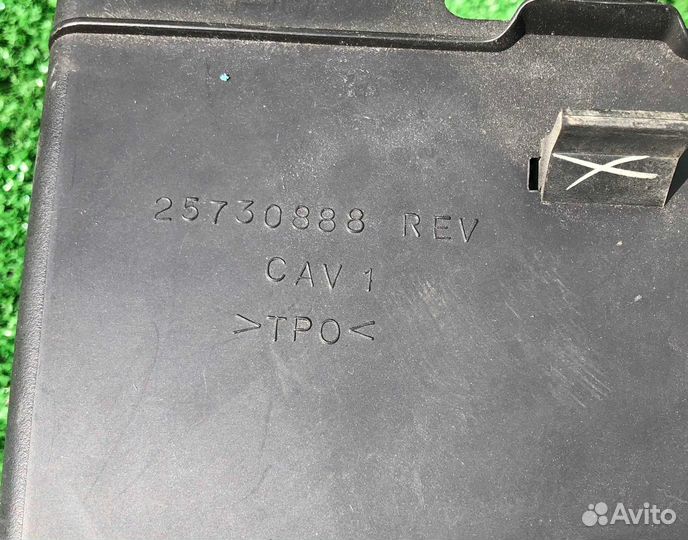 25730888 REV
CAV 1
>TPO<
Avito